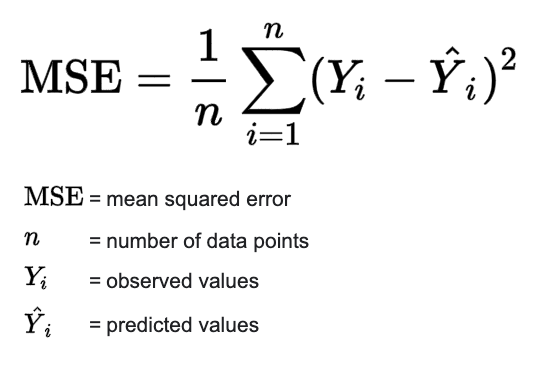 MSE = \frac{1}{n} \sum_{i=1}^{n} (Y_i - \hat{Y}_i)^2
MSE = mean squared error
n = number of data points
Y_i = observed values
\hat{Y}_i = predicted values